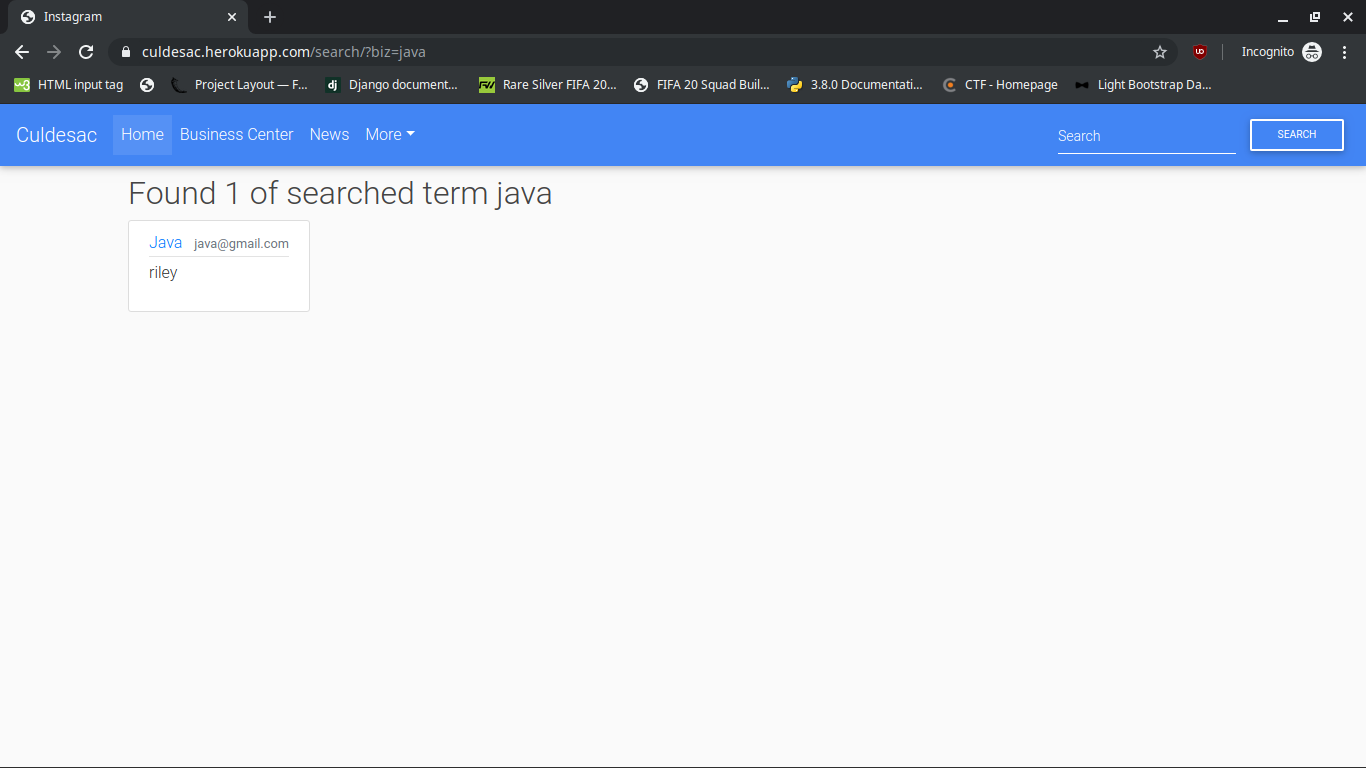 Instagram
culdesac.herokuapp.com/search/?biz=java
Incognito
HTML input tag Project Layout — F... Django document... Rare Silver FIFA 20... FIFA 20 Squad Buil... 3.8.0 Documentati... CTF - Homepage Light Bootstrap Da...
Culdesac Home Business Center News More Search SEARCH
Found 1 of searched term java
Java java@gmail.com
riley